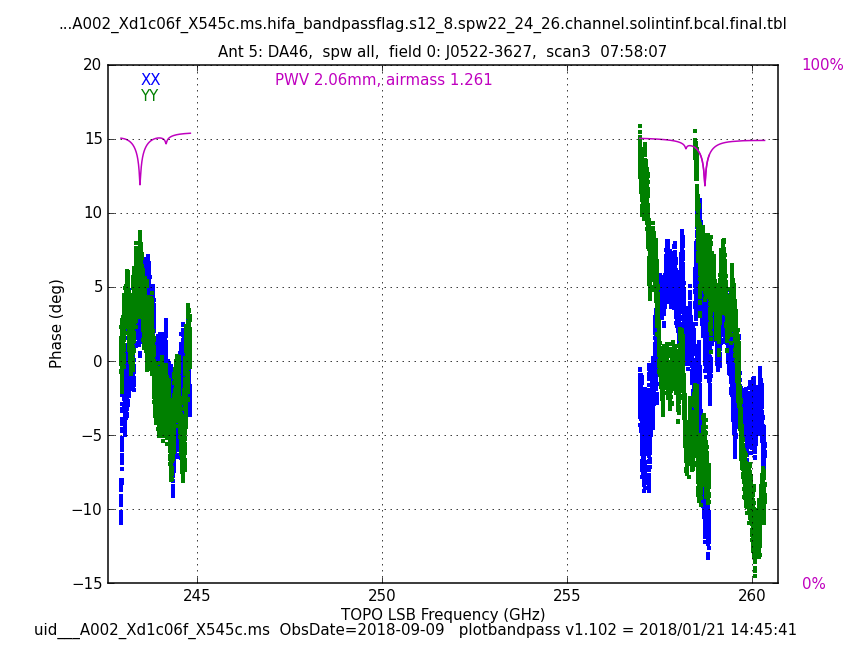 ...A002_Xd1c06f_X545c.ms.hifa_bandpassflag.s12_8.spw22_24_26.channel.solintinf.bcal.final.tbl
Ant 5: DA46,  spw all,  field 0: J0522-3627,  scan3  07:58:07
20 100%
XX PWV 2.06mm, airmass 1.261
YY
15
10
5
0
−5
−10
−15 0%
Phase (deg)
245 250 255 260
TOPO LSB Frequency (GHz)
uid___A002_Xd1c06f_X545c.ms  ObsDate=2018-09-09   plotbandpass v1.102 = 2018/01/21 14:45:41